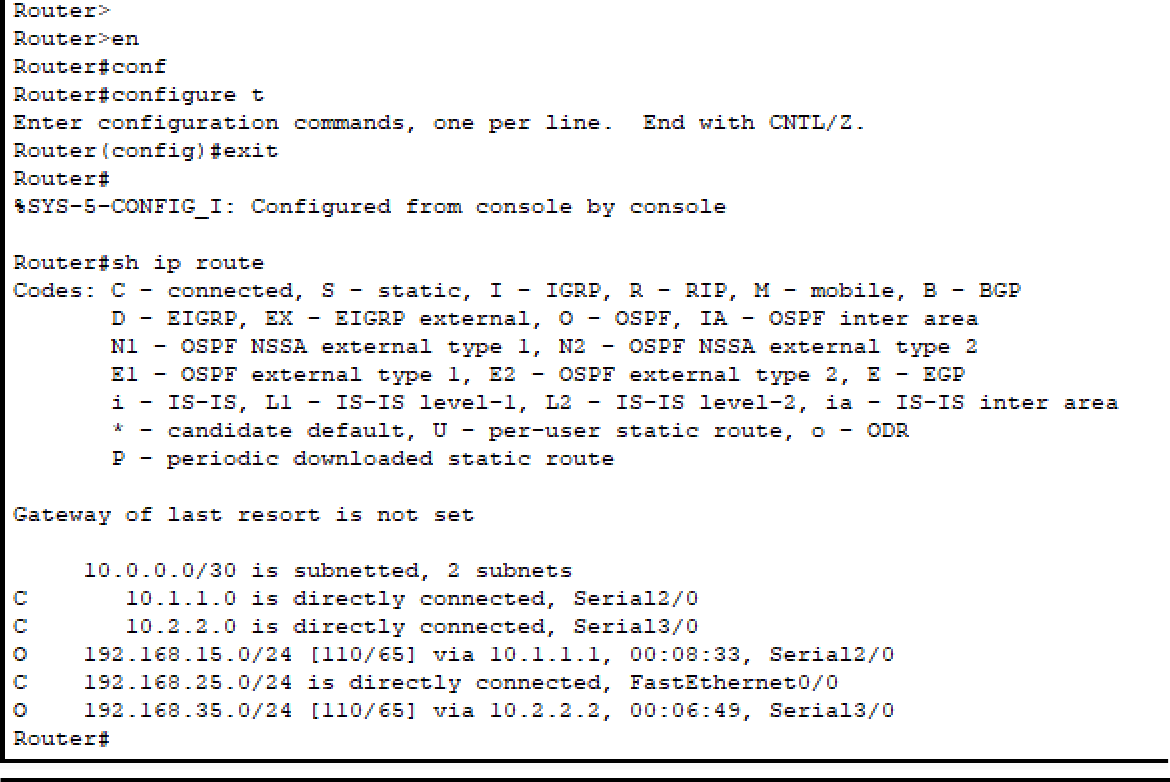 Router>
Router>en
Router#conf
Router#configure t
Enter configuration commands, one per line.  End with CNTL/Z.
Router(config)#exit
Router#
%SYS-5-CONFIG_I: Configured from console by console

Router#sh ip route
Codes: C - connected, S - static, I - IGRP, R - RIP, M - mobile, B - BGP
       D - EIGRP, EX - EIGRP external, O - OSPF, IA - OSPF inter area
       N1 - OSPF NSSA external type 1, N2 - OSPF NSSA external type 2
       E1 - OSPF external type 1, E2 - OSPF external type 2, E - EGP
       i - IS-IS, L1 - IS-IS level-1, L2 - IS-IS level-2, ia - IS-IS inter area
       * - candidate default, U - per-user static route, o - ODR
       P - periodic downloaded static route

Gateway of last resort is not set

     10.0.0.0/30 is subnetted, 2 subnets
C       10.1.1.0 is directly connected, Serial2/0
C       10.2.2.0 is directly connected, Serial3/0
O    192.168.15.0/24 [110/65] via 10.1.1.1, 00:08:33, Serial2/0
C    192.168.25.0/24 is directly connected, FastEthernet0/0
O    192.168.35.0/24 [110/65] via 10.2.2.2, 00:06:49, Serial3/0
Router#